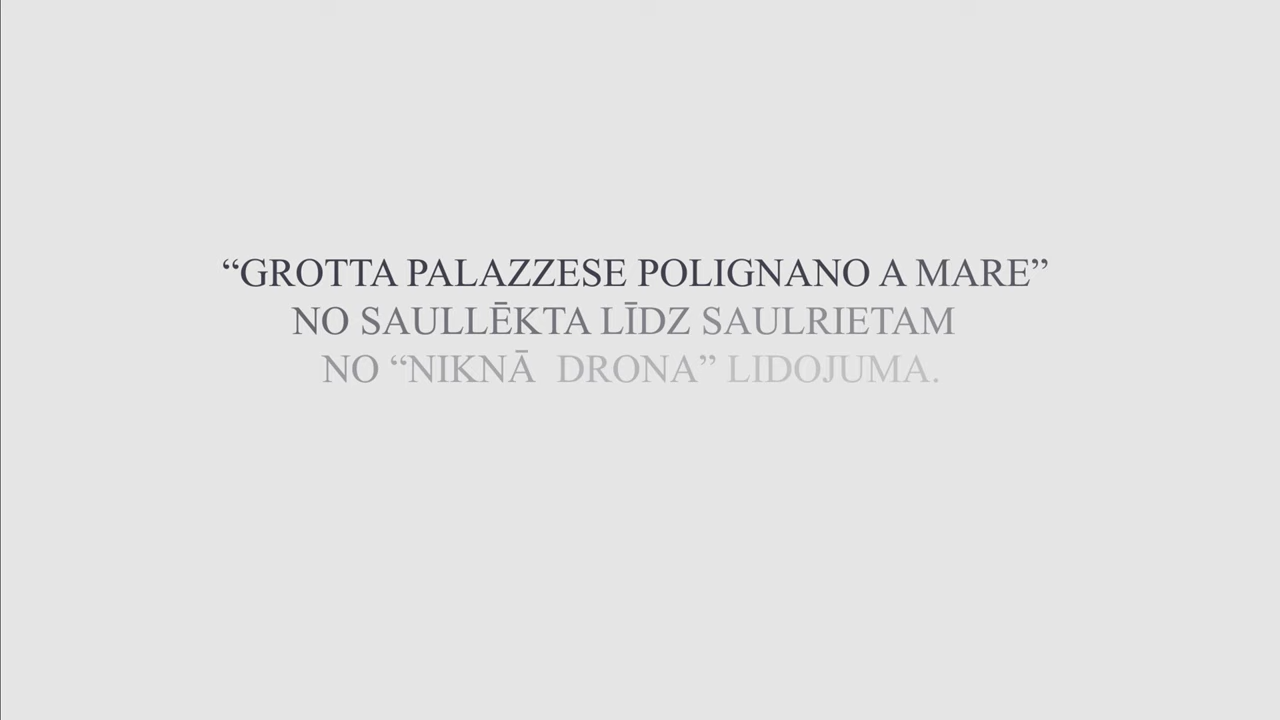 “GROTTA PALAZZESE POLIGNANO A MARE”
NO SAULLĒKTA LĪDZ SAULRIETAM
NO “NIKNĀ  DRONA” LIDOJUMA.